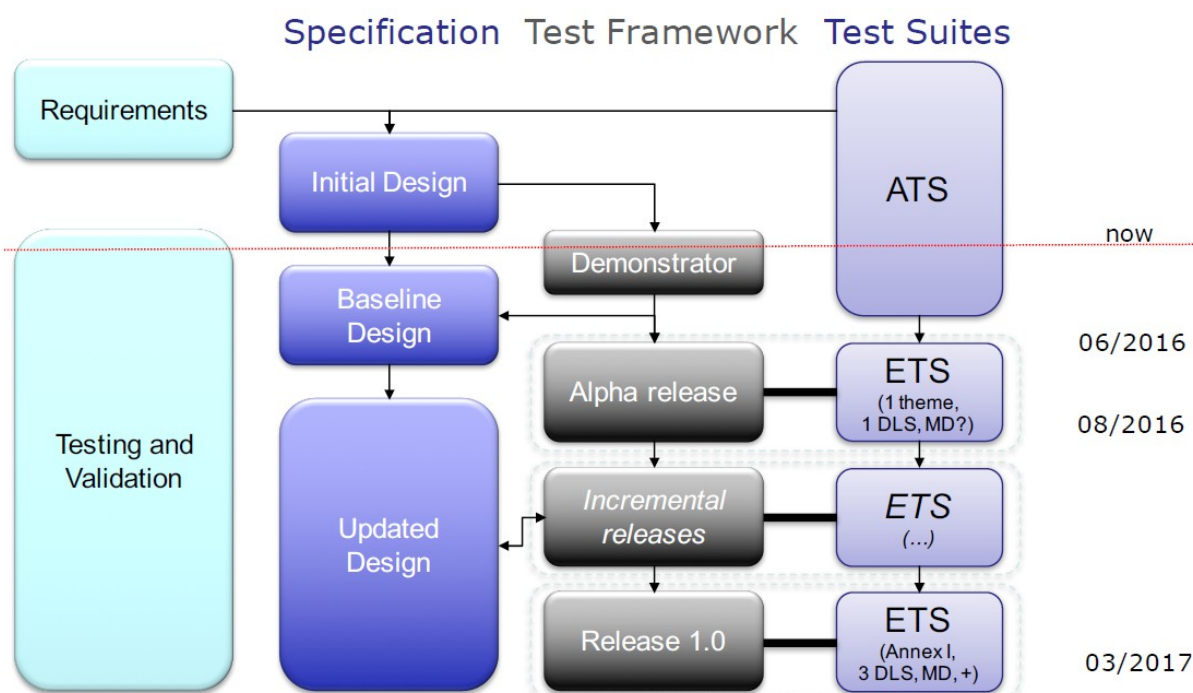 Specification Test Framework Test Suites
Requirements
Initial Design
ATS
now
Demonstrator
Baseline
Design
06/2016
Alpha release
ETS
(1 theme,
1 DLS, MD?)
08/2016
Testing and
Validation
Updated
Design
Incremental
releases
ETS
(...)
Release 1.0
ETS
(Annex I,
3 DLS, MD, +)
03/2017